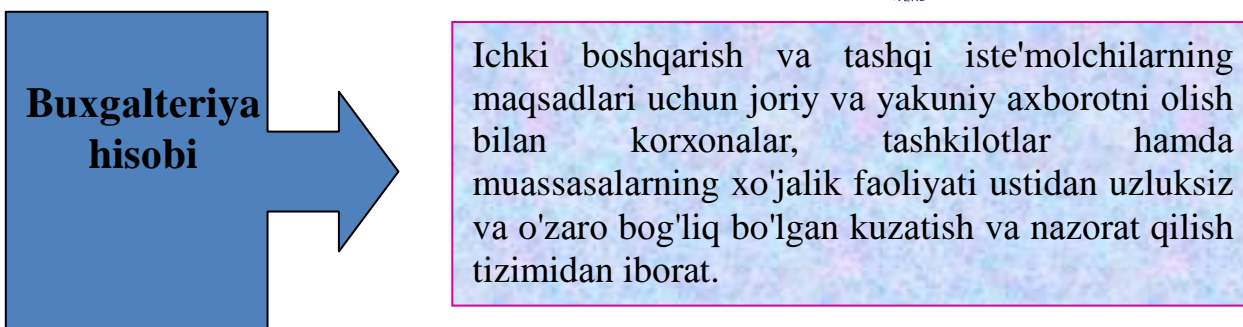 Buxgalteriya
hisobi
Ichki boshqarish va tashqi iste'molchilarning
maqsadlari uchun joriy va yakuniy axborotni olish
bilan korxonalar, tashkilotlar hamda
muassasalarning xo'jalik faoliyati ustidan uzluksiz
va o'zaro bog'liq bo'lgan kuzatish va nazorat qilish
tizimidan iborat.